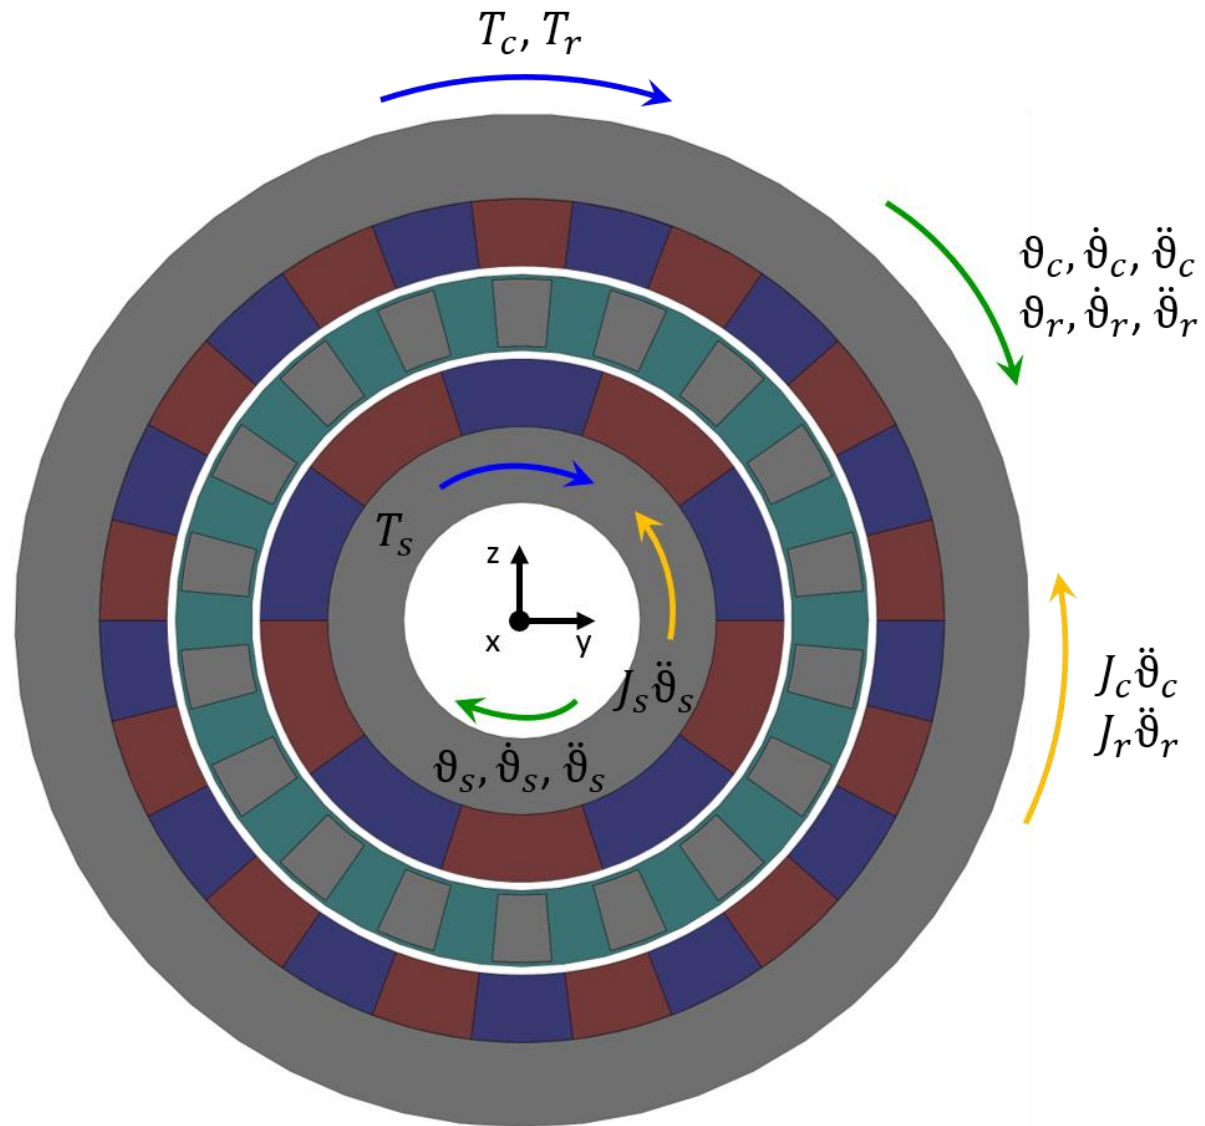 T_c, T_r
ϑ_c, ϑ̇_c, ϑ̈_c
ϑ_r, ϑ̇_r, ϑ̈_r
T_s
z
x
y
J_sϑ̈_s
J_cϑ̈_c
J_rϑ̈_r
ϑ_s, ϑ̇_s, ϑ̈_s